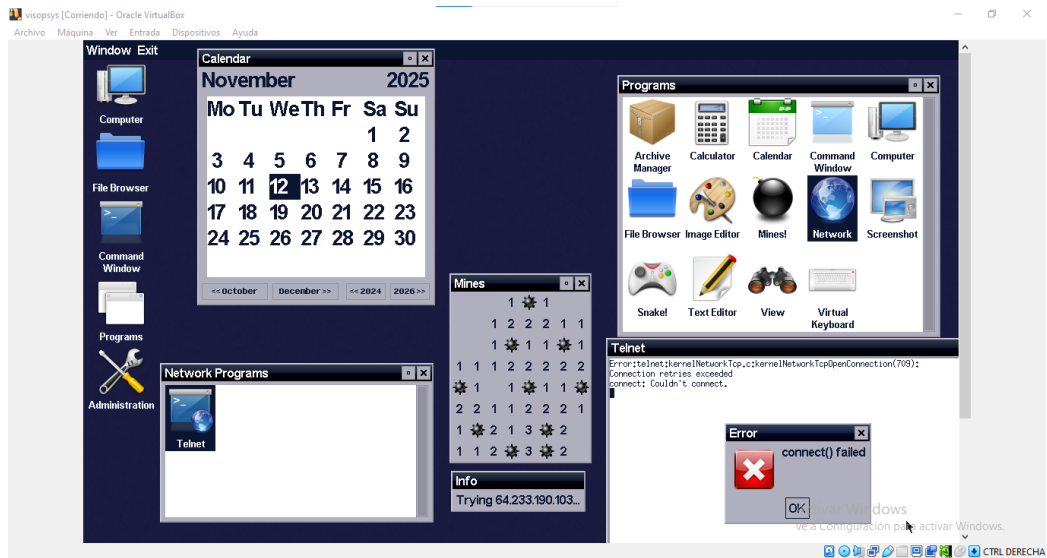 visopsys [Corriendo] - Oracle VirtualBox
Archivo Máquina Ver Entrada Dispositivos Ayuda
Window Exit
Computer
File Browser
Command
Window
Programs
Administration
Calendar
November 2025
Mo Tu We Th Fr Sa Su
1 2
3 4 5 6 7 8 9
10 11 12 13 14 15 16
17 18 19 20 21 22 23
24 25 26 27 28 29 30
<<October December>> <<2024 2026>>
Programs
Archive
Manager
Calculator
Calendar
Command
Window
Computer
File Browser
Image Editor
Mines!
Network
Screenshot
Snake!
Text Editor
View
Virtual
Keyboard
Mines
1 1
1 2 2 2 1 1
1 1 1 1
1 1 1 2 2 2 2 2
1 1 1 1
2 2 1 1 2 2 2 1
1 2 1 3 2
1 1 2 3 2
Info
Trying 64.233.190.103...
Network Programs
Telnet
Telnet
Error:telnet:kernelNetworkTcp.c:kernelNetworkTcpOpenConnection(709):
Connection retries exceeded
connect: Couldn't connect.
Error
connect() failed
OK
Windows
Ve a Configuración para activar Windows.
CTRL DERECHA